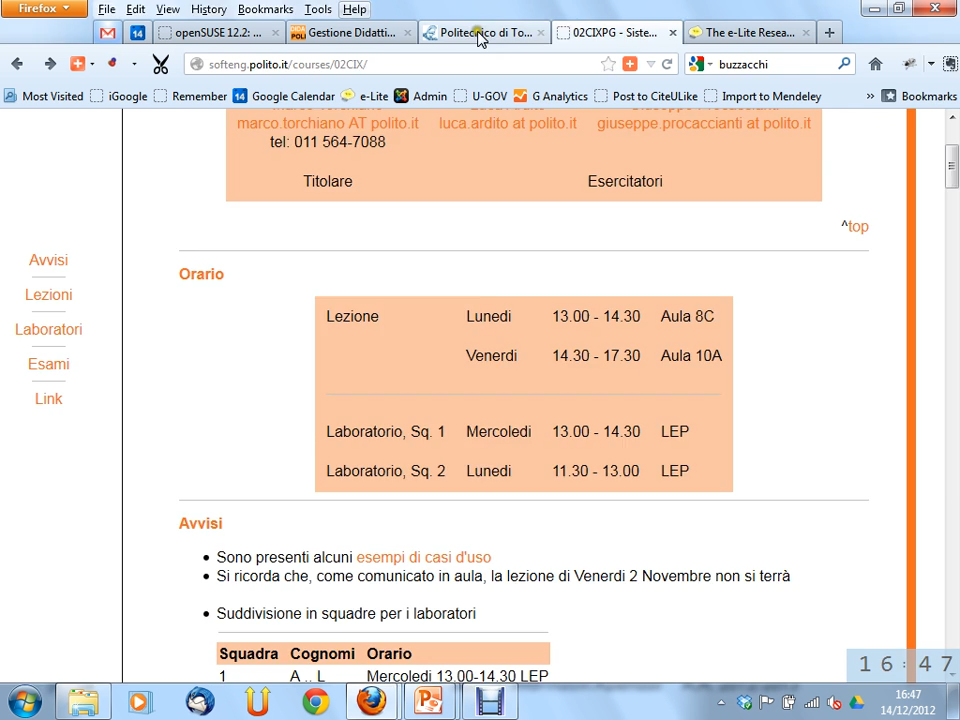 Firefox File Edit View History Bookmarks Tools Help
14 openSUSE 12.2: ... Gestione Didatti... Politecnico di To... 02CIXPG - Siste... The e-Lite Resea...
softeng.polito.it/courses/02CIX/ buzzacchi
Most Visited iGoogle Remember 14 Google Calendar e-Lite Admin U-GOV G Analytics Post to CiteULike Import to Mendeley » Bookmarks
marco.torchiano AT polito.it luca.ardito at polito.it giuseppe.procaccianti at polito.it
tel: 011 564-7088
Titolare Esercitatori
^top
Avvisi
Lezioni
Laboratori
Esami
Link
Orario
Lezione Lunedi 13.00 - 14.30 Aula 8C
Venerdi 14.30 - 17.30 Aula 10A
Laboratorio, Sq. 1 Mercoledi 13.00 - 14.30 LEP
Laboratorio, Sq. 2 Lunedi 11.30 - 13.00 LEP
Avvisi
Sono presenti alcuni esempi di casi d'uso
Si ricorda che, come comunicato in aula, la lezione di Venerdi 2 Novembre non si terrà
Suddivisione in squadre per i laboratori
Squadra Cognomi Orario
1 A .. L Mercoledi 13.00-14.30 LEP
16:47
16:47
14/12/2012